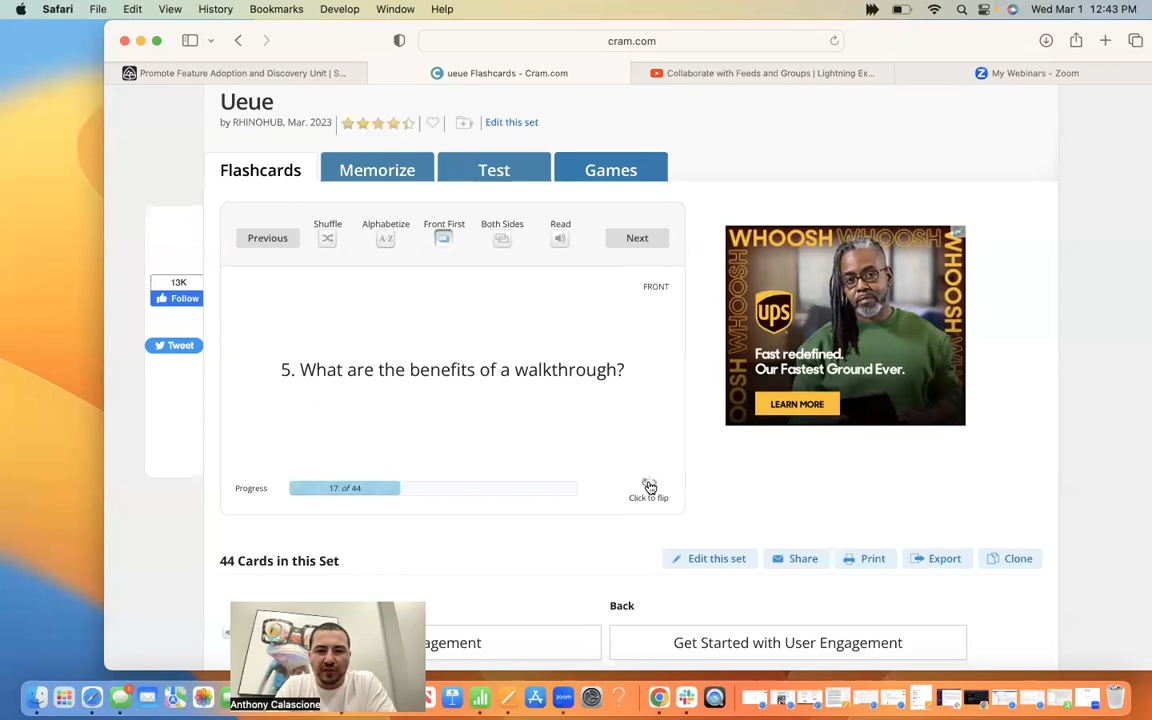 Safari File Edit View History Bookmarks Develop Window Help Wed Mar 1 12:43 PM
cram.com
Promote Feature Adoption and Discovery Unit | S... ueue Flashcards - Cram.com Collaborate with Feeds and Groups | Lightning Ex... My Webinars - Zoom
Ueue
by RHINOHUB, Mar. 2023 Edit this set
Flashcards Memorize Test Games
Previous Shuffle Alphabetize Front First Both Sides Read Next
A-Z
FRONT
13K
Follow
Tweet
5. What are the benefits of a walkthrough?
Progress 17 of 44 Click to flip
WHOOSH WHOOSH
WHOOSH
WHOOSH
ups
Fast redefined.
Our Fastest Ground Ever.
LEARN MORE
44 Cards in this Set Edit this set Share Print Export Clone
Back
agement Get Started with User Engagement
Anthony Calascione
zoom